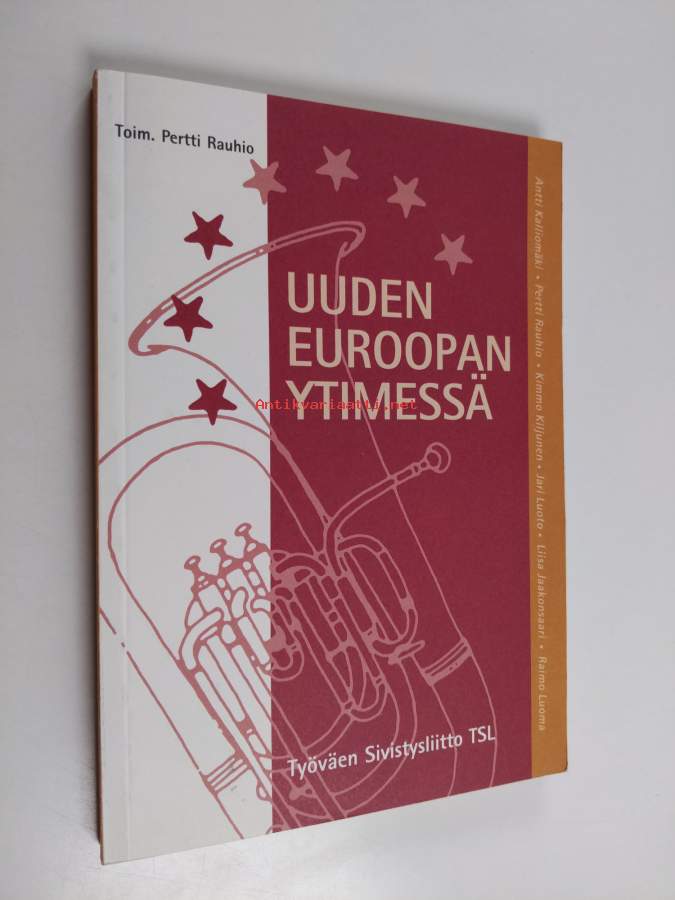 Toim. Pertti Rauhio
UUDEN
EUROOPAN
YTIMESSÄ
Antikvariaatti.net
Työväen Sivistysliitto TSL
Antti Kalliomäki • Pertti Rauhio • Kimmo Kiljunen • Jari Luoto • Liisa Jaakonsaari • Raimo Luoma